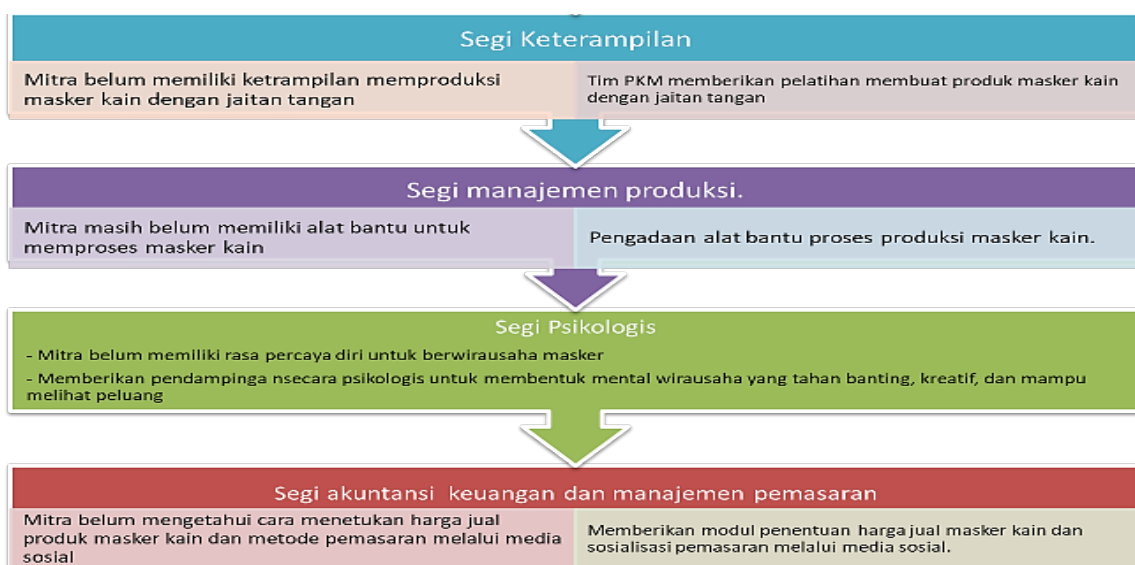 Segi Keterampilan
Mitra belum memiliki ketrampilan memproduksi
masker kain dengan jaitan tangan
Tim PKM memberikan pelatihan membuat produk masker kain
dengan jaitan tangan
Segi manajemen produksi.
Mitra masih belum memiliki alat bantu untuk
memproses masker kain
Pengadaan alat bantu proses produksi masker kain.
Segi Psikologis
- Mitra belum memiliki rasa percaya diri untuk berwirausaha masker
- Memberikan pendampinga nsecara psikologis untuk membentuk mental wirausaha yang tahan banting, kreatif, dan mampu
melihat peluang
Segi akuntansi keuangan dan manajemen pemasaran
Mitra belum mengetahui cara menetukan harga jual
produk masker kain dan metode pemasaran melalui media
sosial
Memberikan modul penentuan harga jual masker kain dan
sosialisasi pemasaran melalui media sosial.